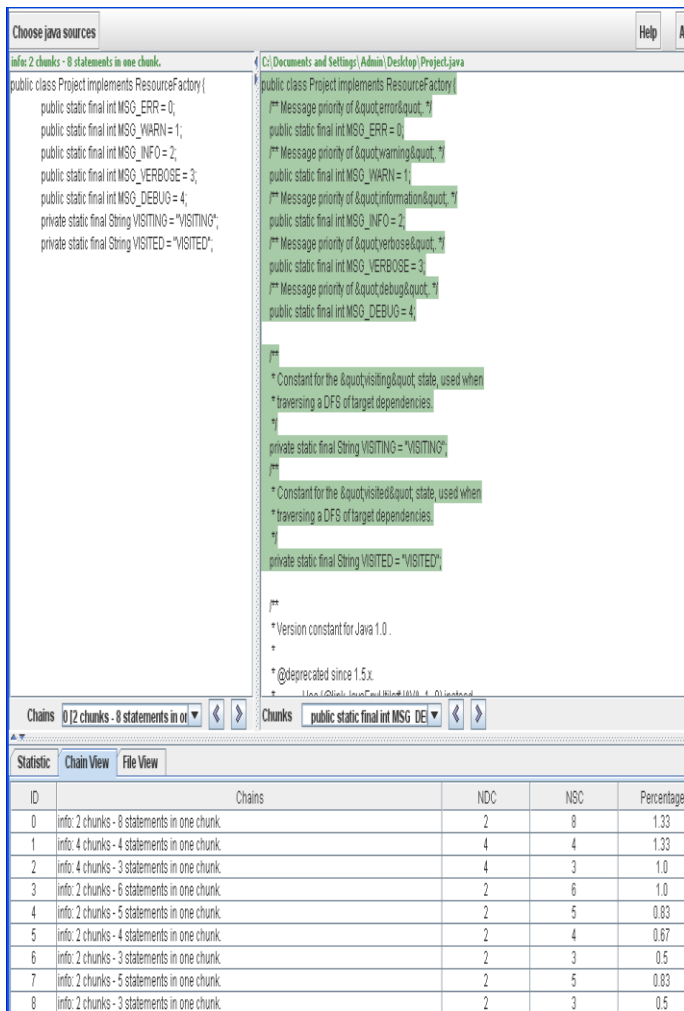 Choose java sources
Help
A
info: 2 chunks - 8 statements in one chunk.
public class Project implements ResourceFactory {
public static final int MSG_ERR = 0;
public static final int MSG_WARN = 1;
public static final int MSG_INFO = 2;
public static final int MSG_VERBOSE = 3;
public static final int MSG_DEBUG = 4;
private static final String VISITING = "VISITING";
private static final String VISITED = "VISITED";
C:\Documents and Settings\Admin\Desktop\Project.java
public class Project implements ResourceFactory {
/** Message priority of &quot;error&quot;. */
public static final int MSG_ERR = 0;
/** Message priority of &quot;warning&quot;. */
public static final int MSG_WARN = 1;
/** Message priority of &quot;information&quot;. */
public static final int MSG_INFO = 2;
/** Message priority of &quot;verbose&quot;. */
public static final int MSG_VERBOSE = 3;
/** Message priority of &quot;debug&quot;. */
public static final int MSG_DEBUG = 4;
/**
* Constant for the &quot;visiting&quot; state, used when
* traversing a DFS of target dependencies.
*/
private static final String VISITING = "VISITING";
/**
* Constant for the &quot;visited&quot; state, used when
* traversing a DFS of target dependencies.
*/
private static final String VISITED = "VISITED";
/**
* Version constant for Java 1.0 .
*
* @deprecated since 1.5.x.
Chains 0 [2 chunks - 8 statements in or
Chunks public static final int MSG_DE
Statistic Chain View File View
ID Chains NDC NSC Percentage
0 info: 2 chunks - 8 statements in one chunk. 2 8 1.33
1 info: 4 chunks - 4 statements in one chunk. 4 4 1.33
2 info: 4 chunks - 3 statements in one chunk. 4 3 1.0
3 info: 2 chunks - 6 statements in one chunk. 2 6 1.0
4 info: 2 chunks - 5 statements in one chunk. 2 5 0.83
5 info: 2 chunks - 4 statements in one chunk. 2 4 0.67
6 info: 2 chunks - 3 statements in one chunk. 2 3 0.5
7 info: 2 chunks - 5 statements in one chunk. 2 5 0.83
8 info: 2 chunks - 3 statements in one chunk. 2 3 0.5